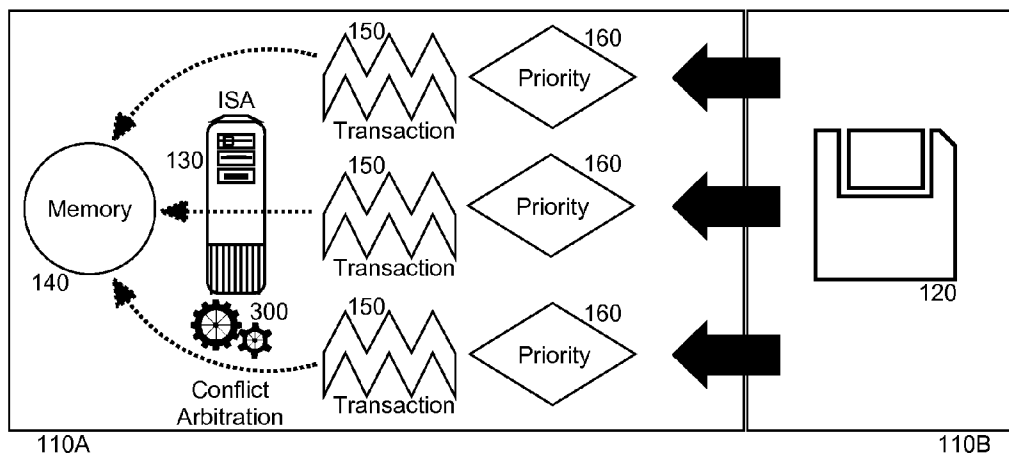 150
160
Priority
ISA
Transaction
130
150
160
Memory
Priority
Transaction
140
120
300
150
160
Priority
Conflict
Arbitration
Transaction
110A
110B